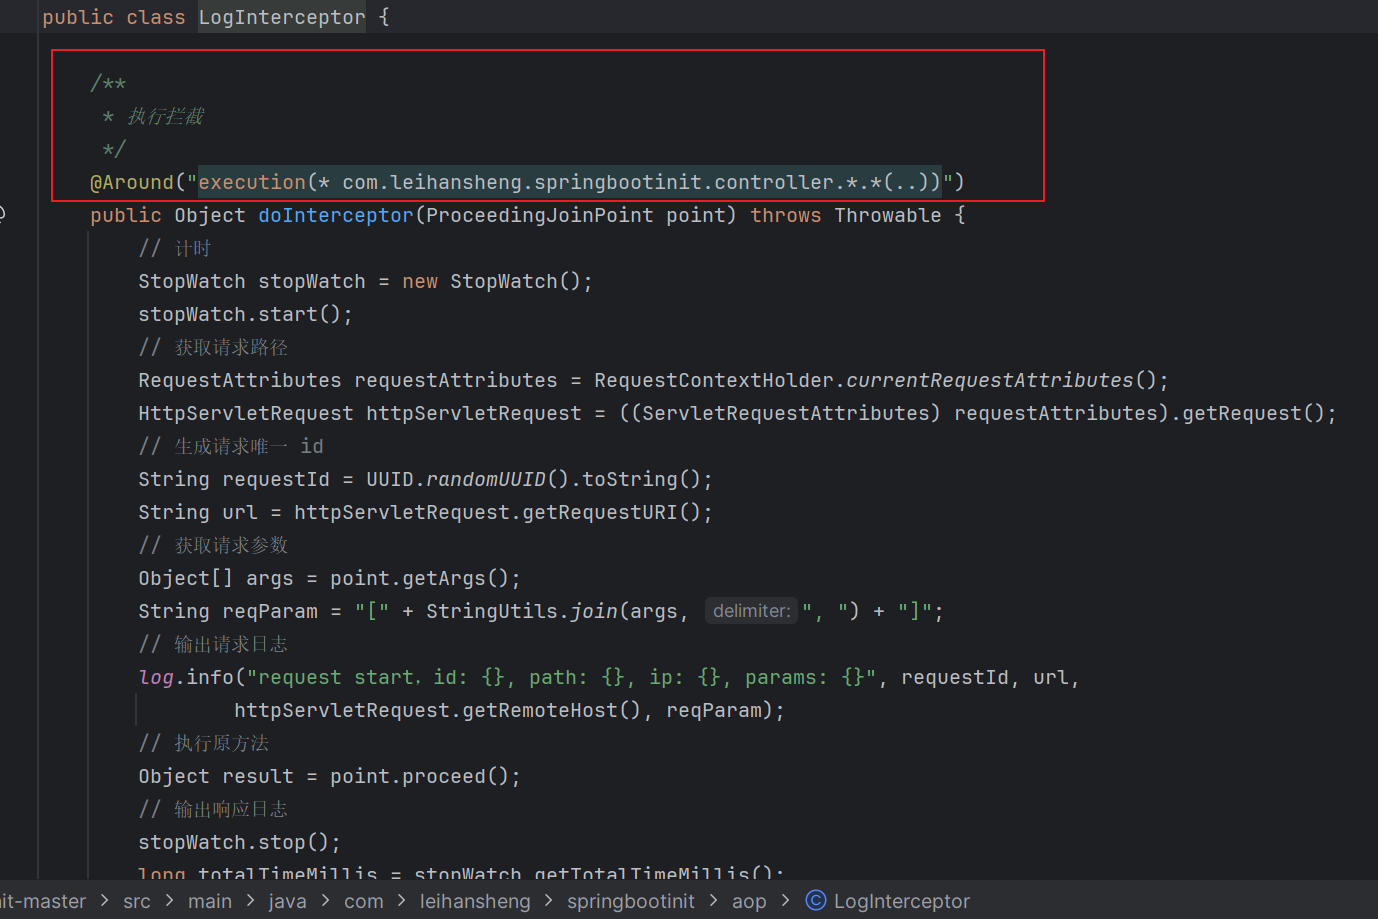 public class LogInterceptor {
/**
* 执行拦截
*/
@Around("execution(* com.leihansheng.springbootinit.controller.*.*(..))")
public Object doInterceptor(ProceedingJoinPoint point) throws Throwable {
// 计时
StopWatch stopWatch = new StopWatch();
stopWatch.start();
// 获取请求路径
RequestAttributes requestAttributes = RequestContextHolder.currentRequestAttributes();
HttpServletRequest httpServletRequest = ((ServletRequestAttributes) requestAttributes).getRequest();
// 生成请求唯一 id
String requestId = UUID.randomUUID().toString();
String url = httpServletRequest.getRequestURI();
// 获取请求参数
Object[] args = point.getArgs();
String reqParam = "[" + StringUtils.join(args, delimiter: ", ") + "]";
// 输出请求日志
log.info("request start. id: {}, path: {}, ip: {}, params: {}", requestId, url,
httpServletRequest.getRemoteHost(), reqParam);
// 执行原方法
Object result = point.proceed();
// 输出响应日志
stopWatch.stop();
long totalTimeMillis = stopWatch.getTotalTimeMillis();
it-master > src > main > java > com > leihansheng > springbootinit > aop > LogInterceptor